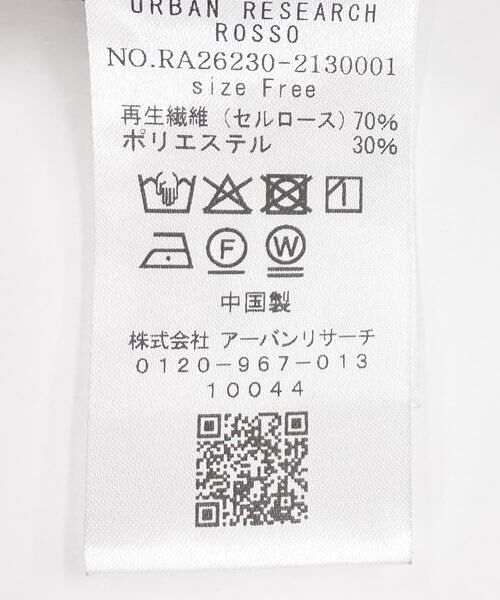 URBAN RESEARCH
ROSSO
NO.RA26230-2130001
size Free
再生繊維 (セルロース) 70%
ポリエステル 30%
F W
中国製
株式会社 アーバンリサーチ
0120-967-013
10044